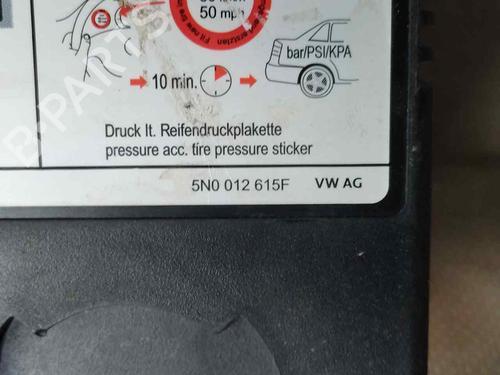 50 mph
bar/PSI/KPA
10 min.
Druck lt. Reifendruckplakette
pressure acc. tire pressure sticker
5N0 012 615F VW AG
B-PARTS